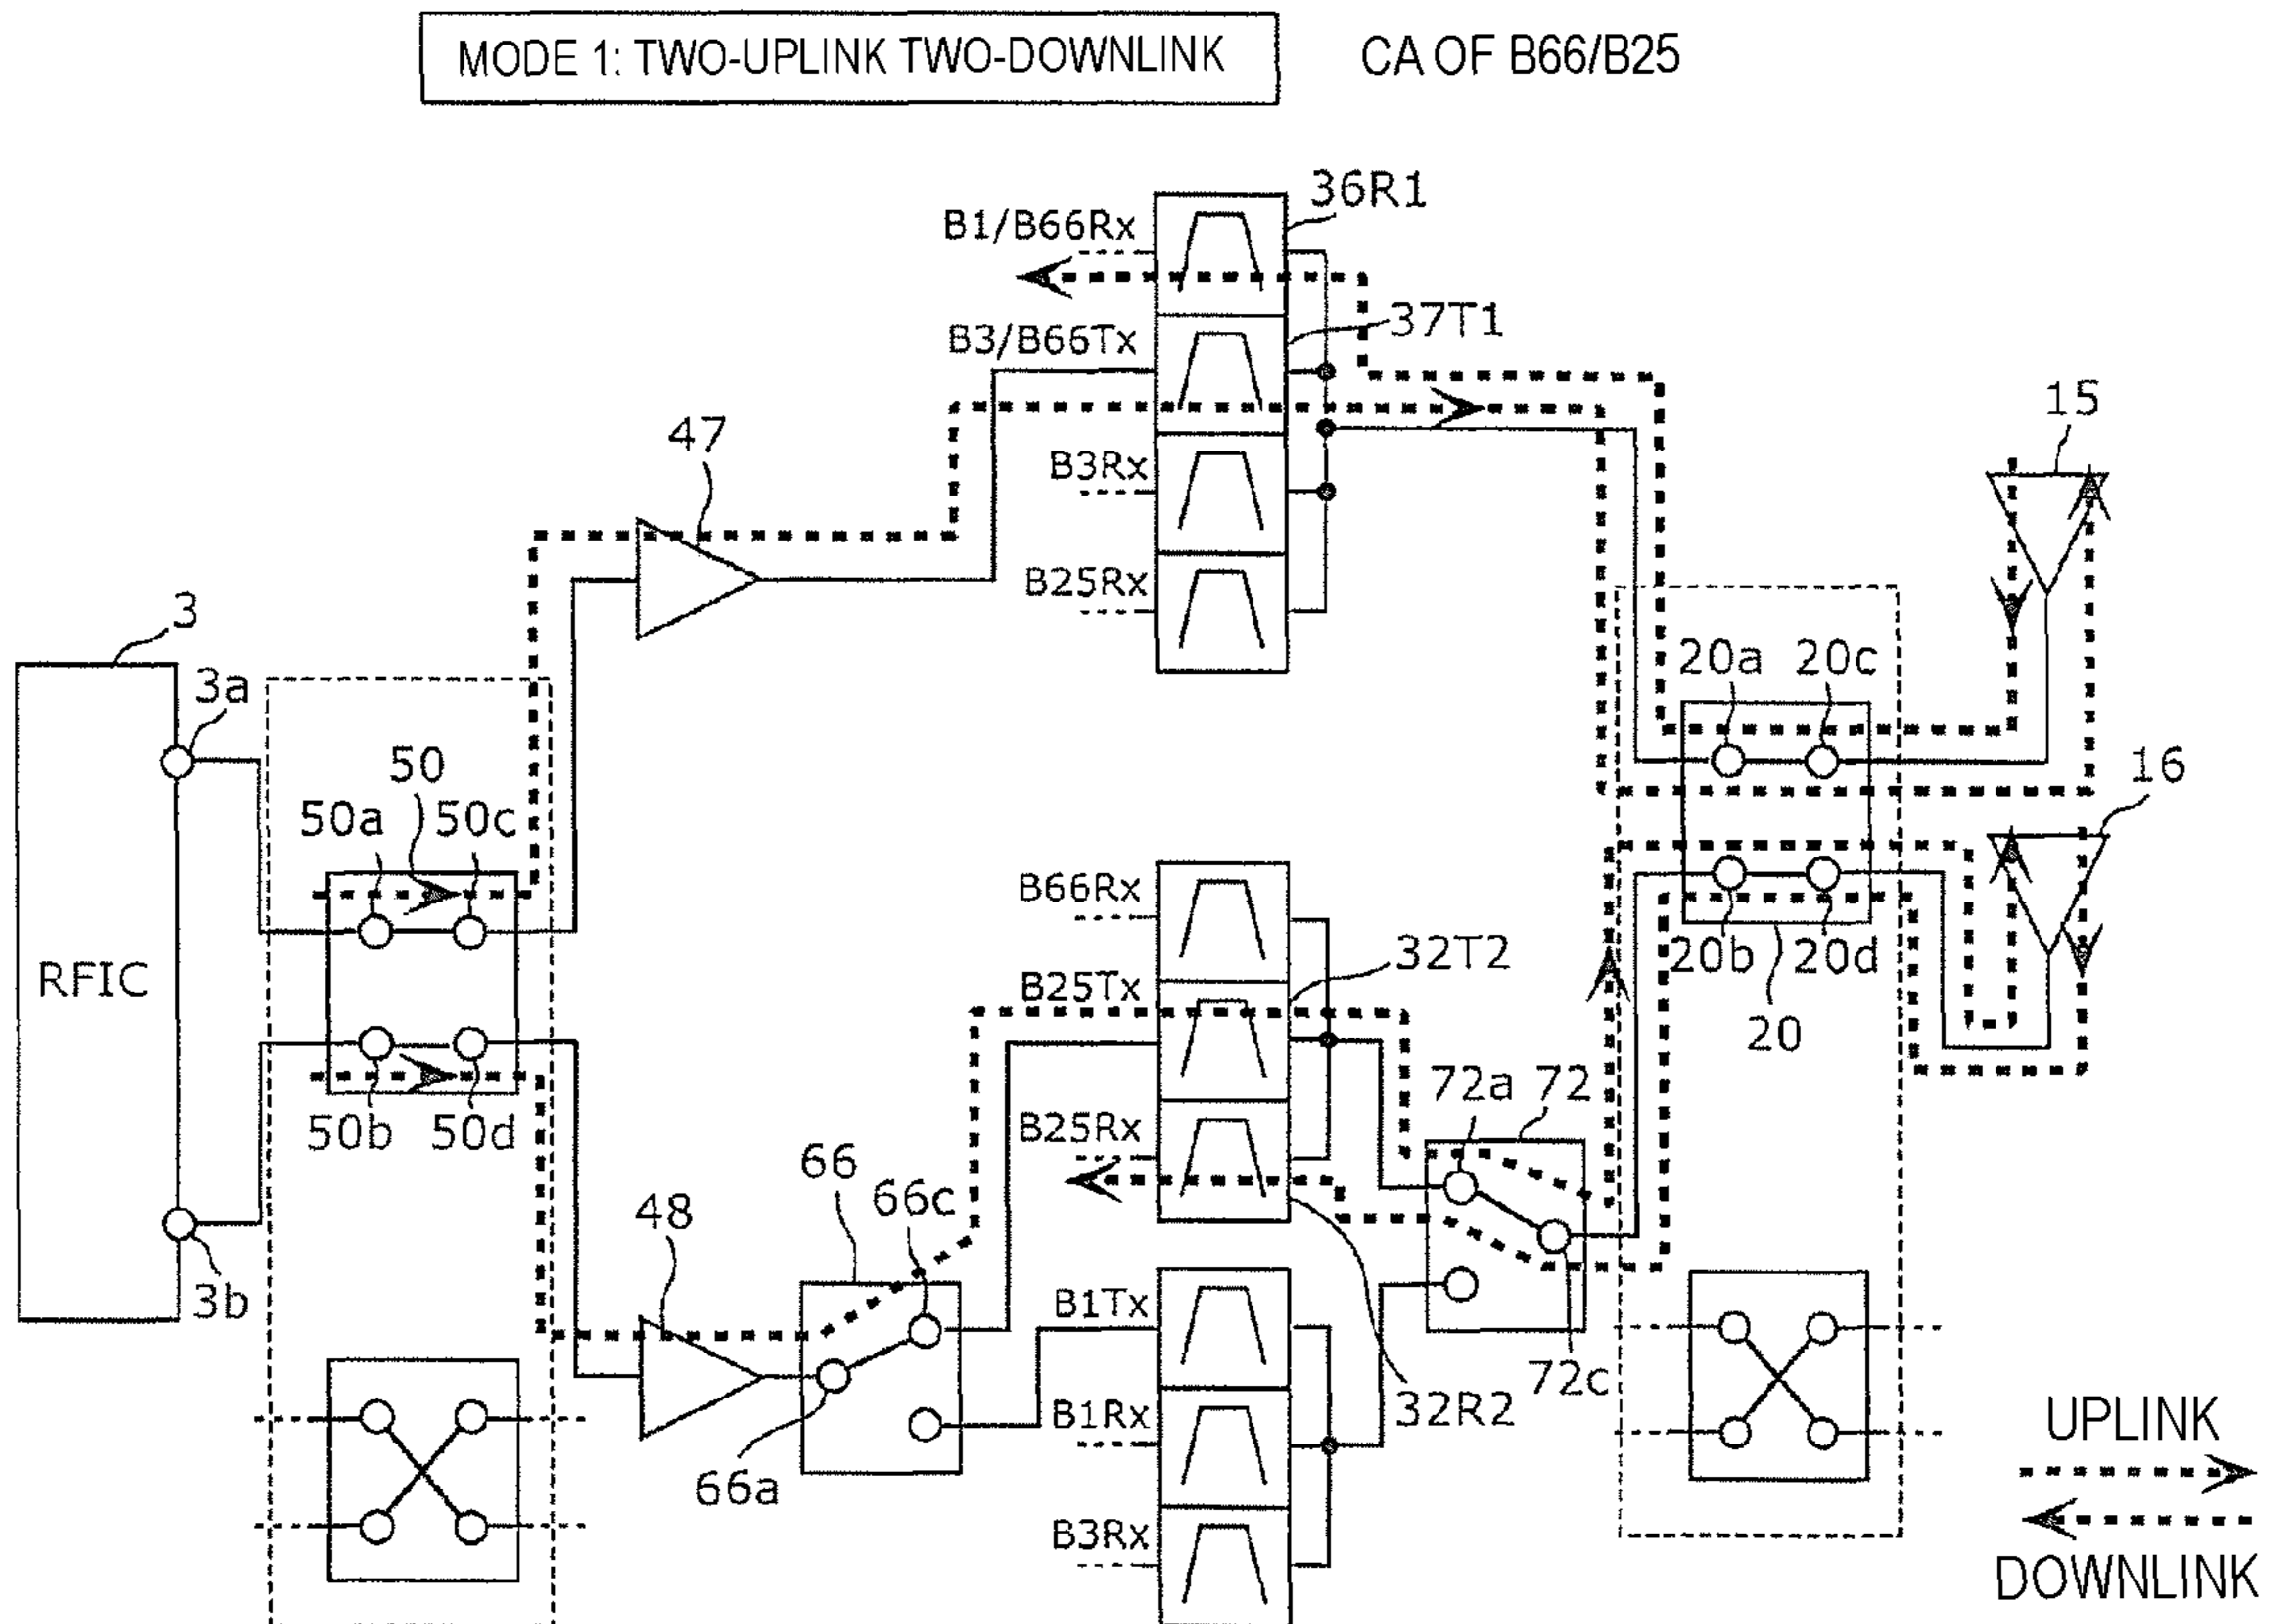 MODE 1: TWO-UPLINK TWO-DOWNLINK
CA OF B66/B25
36R1
B1/B66Rx
37T1
B3/B66Tx
15
47
B3Rx
B25Rx
3
3a
20a 20c
50
16
50a 50c
B66Rx
32T2
20b 20d
RFIC
B25Tx
20
72a 72
50b 50d
B25Rx
66
66c
48
3b
B1Tx
72c
32R2
B1Rx
UPLINK
66a
B3Rx
DOWNLINK